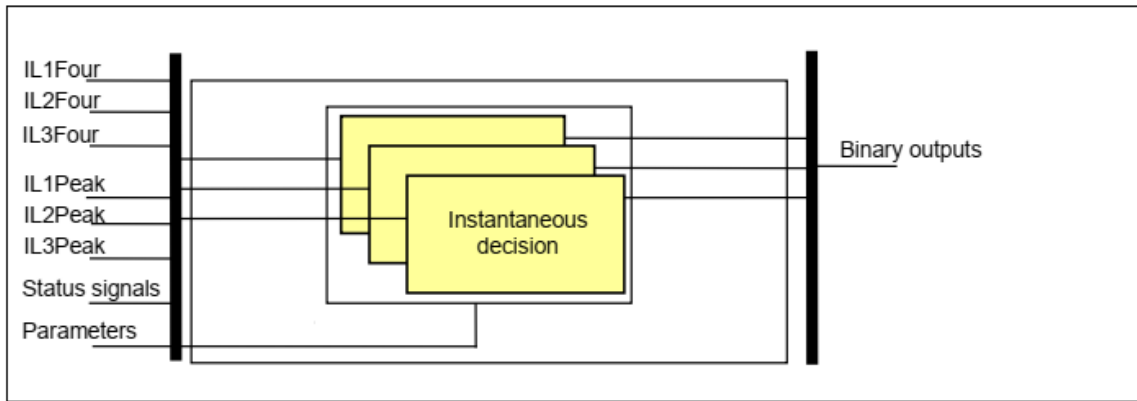 IL1Four
IL2Four
IL3Four
IL1Peak
IL2Peak
IL3Peak
Status signals
Parameters
Instantaneous
decision
Binary outputs